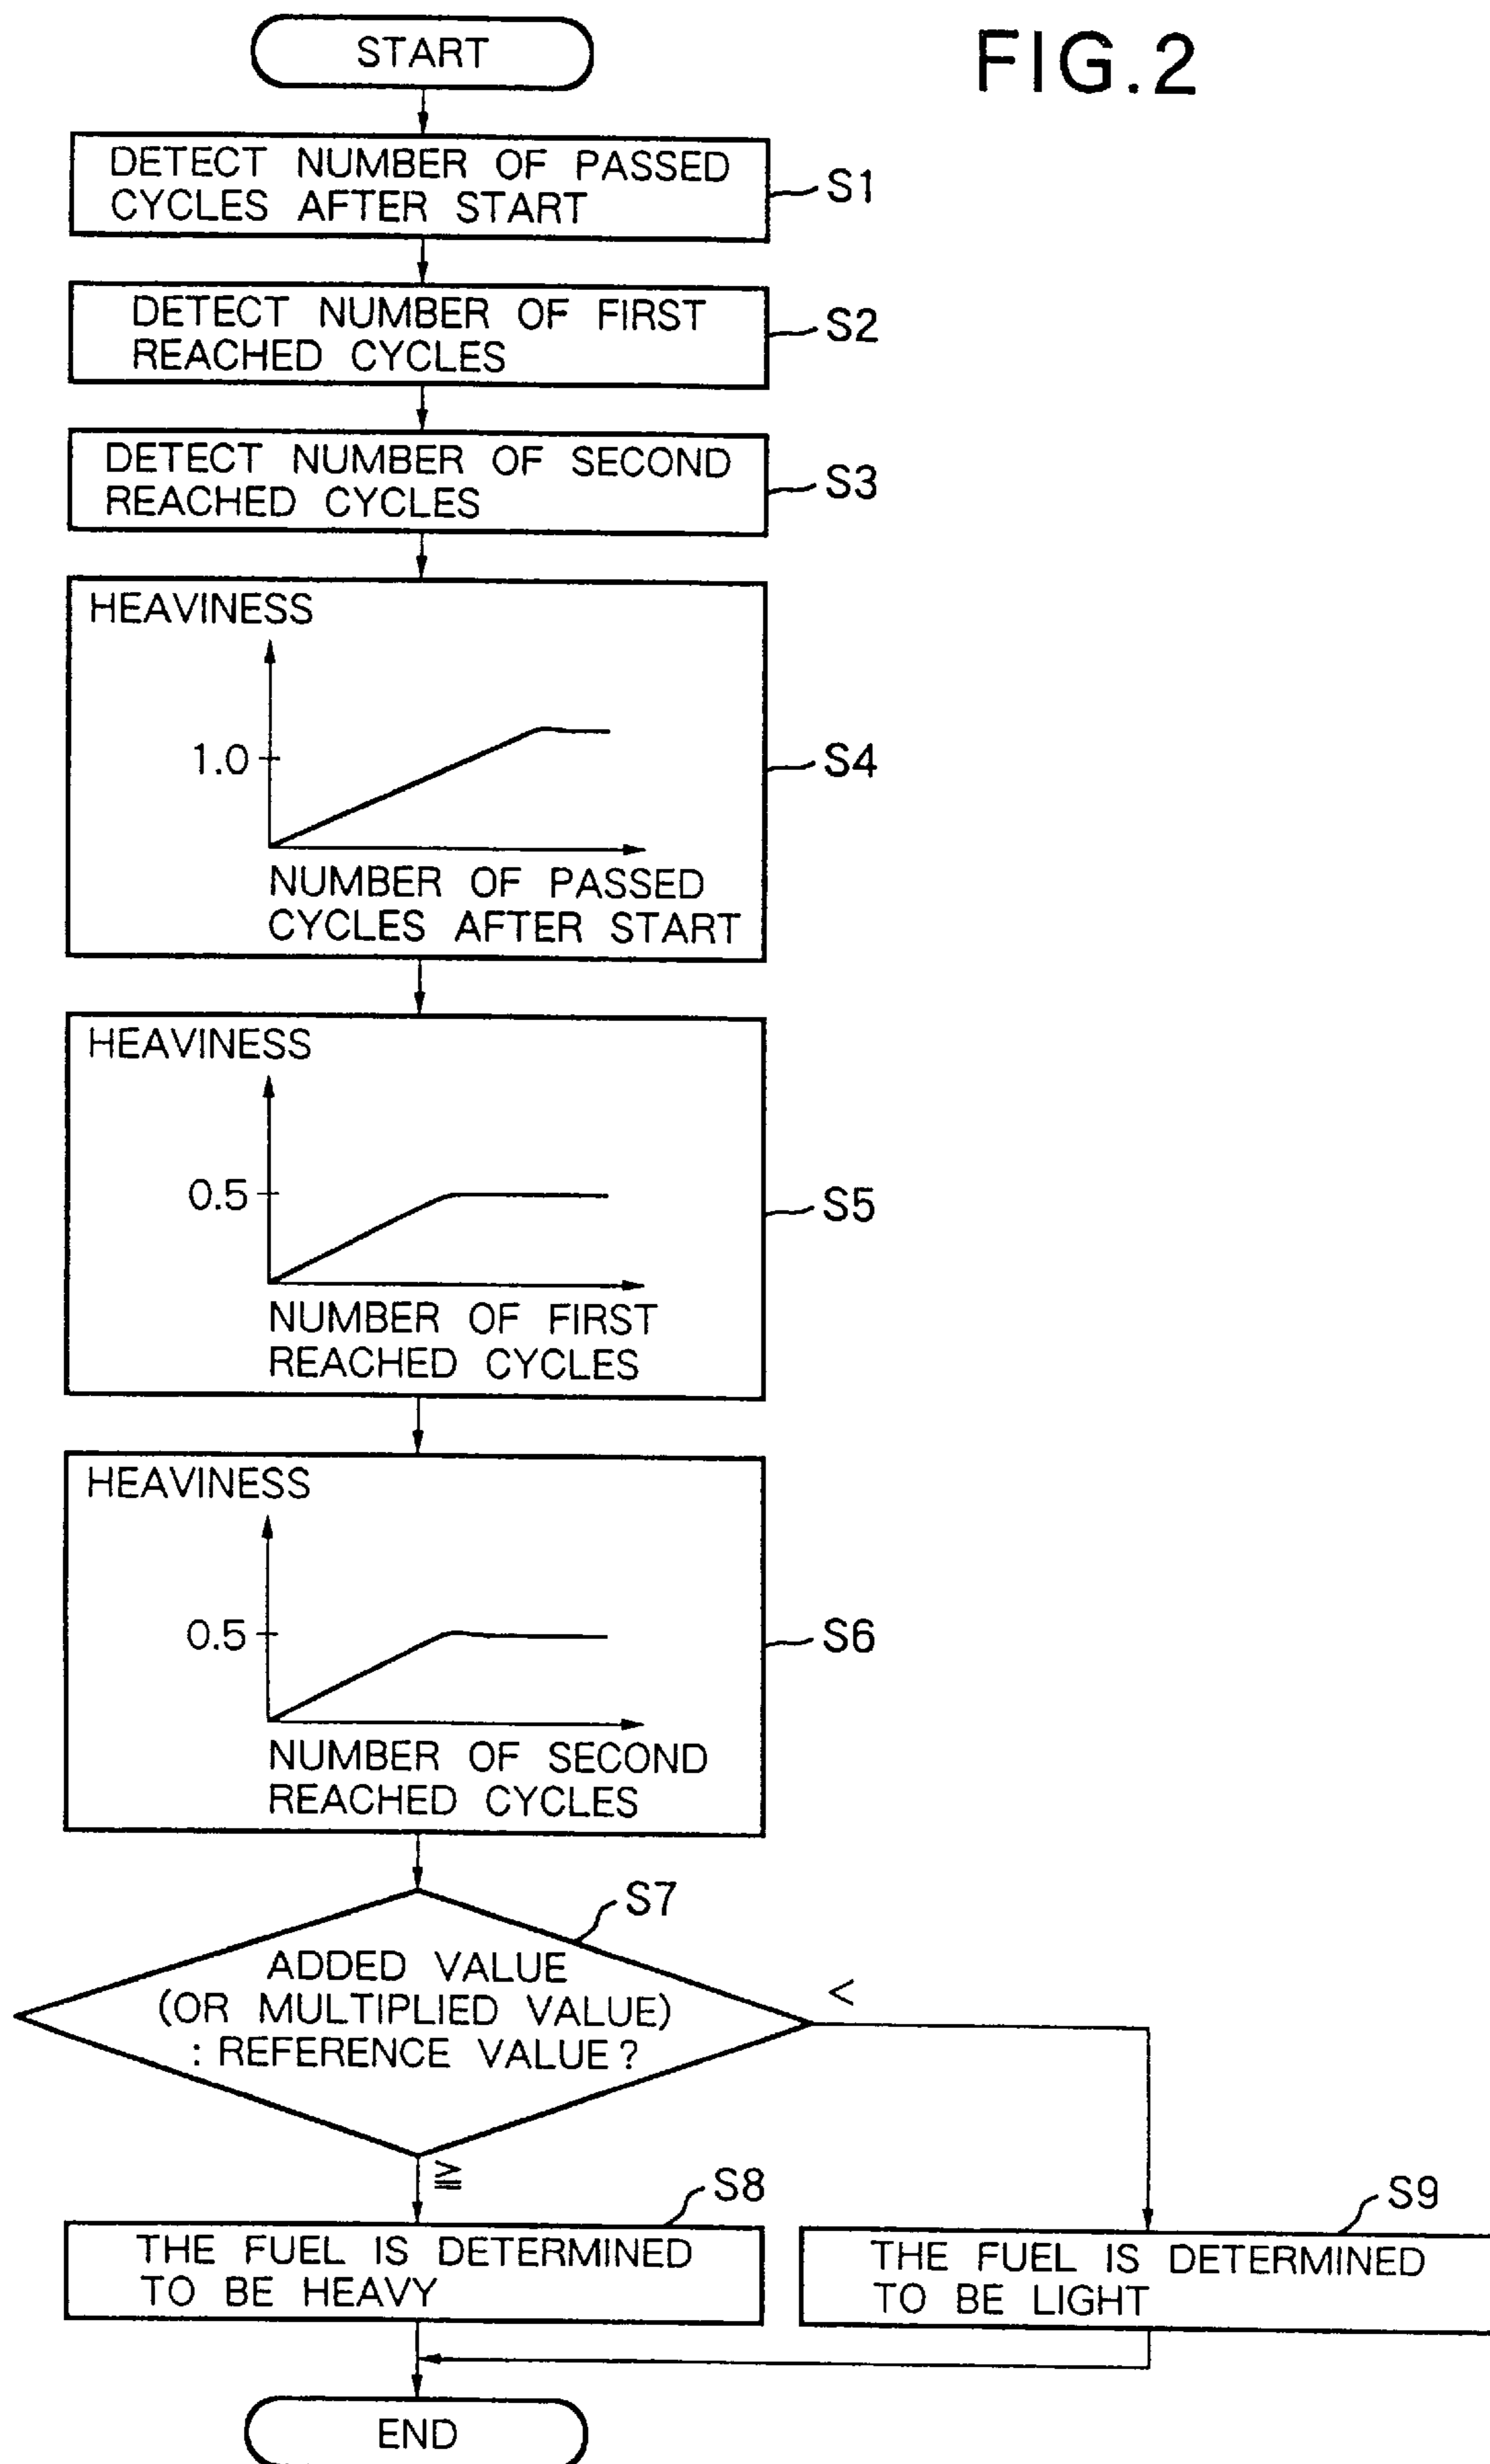 FIG.2
START
DETECT NUMBER OF PASSED
CYCLES AFTER START
S1
DETECT NUMBER OF FIRST
REACHED CYCLES
S2
DETECT NUMBER OF SECOND
REACHED CYCLES
S3
HEAVINESS
1.0
NUMBER OF PASSED
CYCLES AFTER START
S4
HEAVINESS
0.5
NUMBER OF FIRST
REACHED CYCLES
S5
HEAVINESS
0.5
NUMBER OF SECOND
REACHED CYCLES
S6
S7
ADDED VALUE
(OR MULTIPLIED VALUE)
: REFERENCE VALUE?
<
≧
S8
THE FUEL IS DETERMINED
TO BE HEAVY
S9
THE FUEL IS DETERMINED
TO BE LIGHT
END